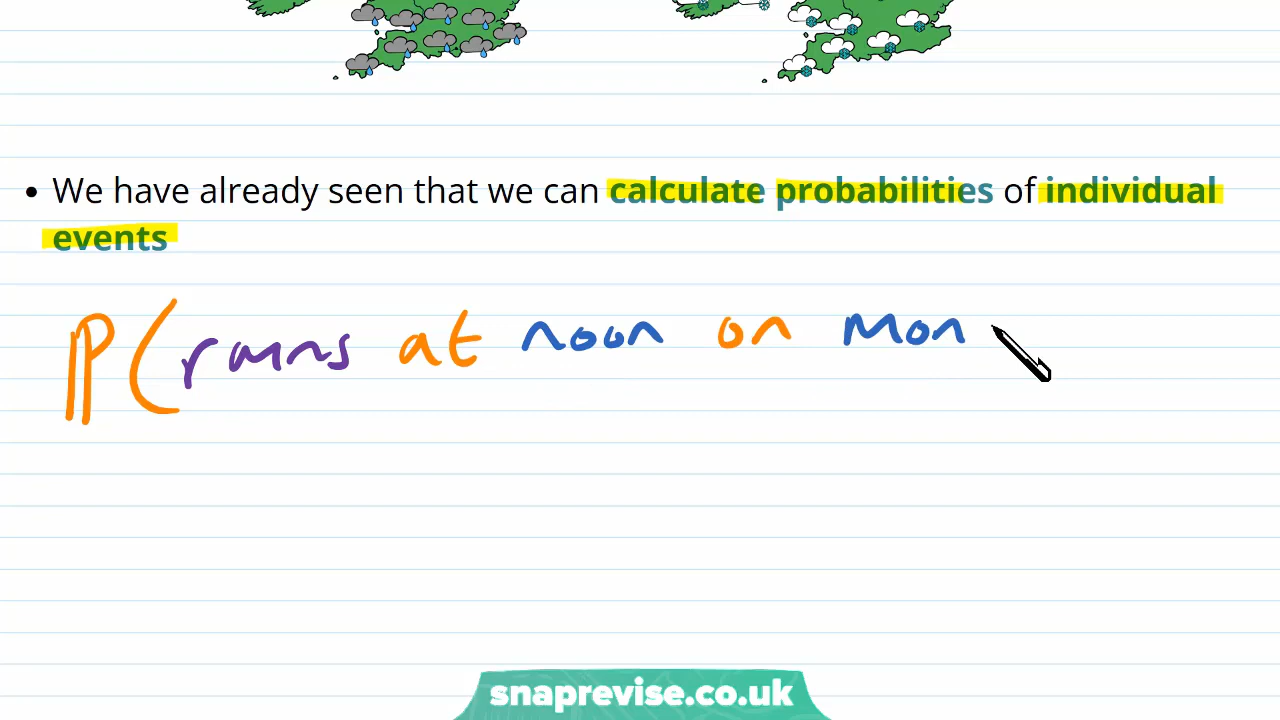 • We have already seen that we can calculate probabilities of individual
events
ℙ(rains at noon on Mon
snaprevise.co.uk